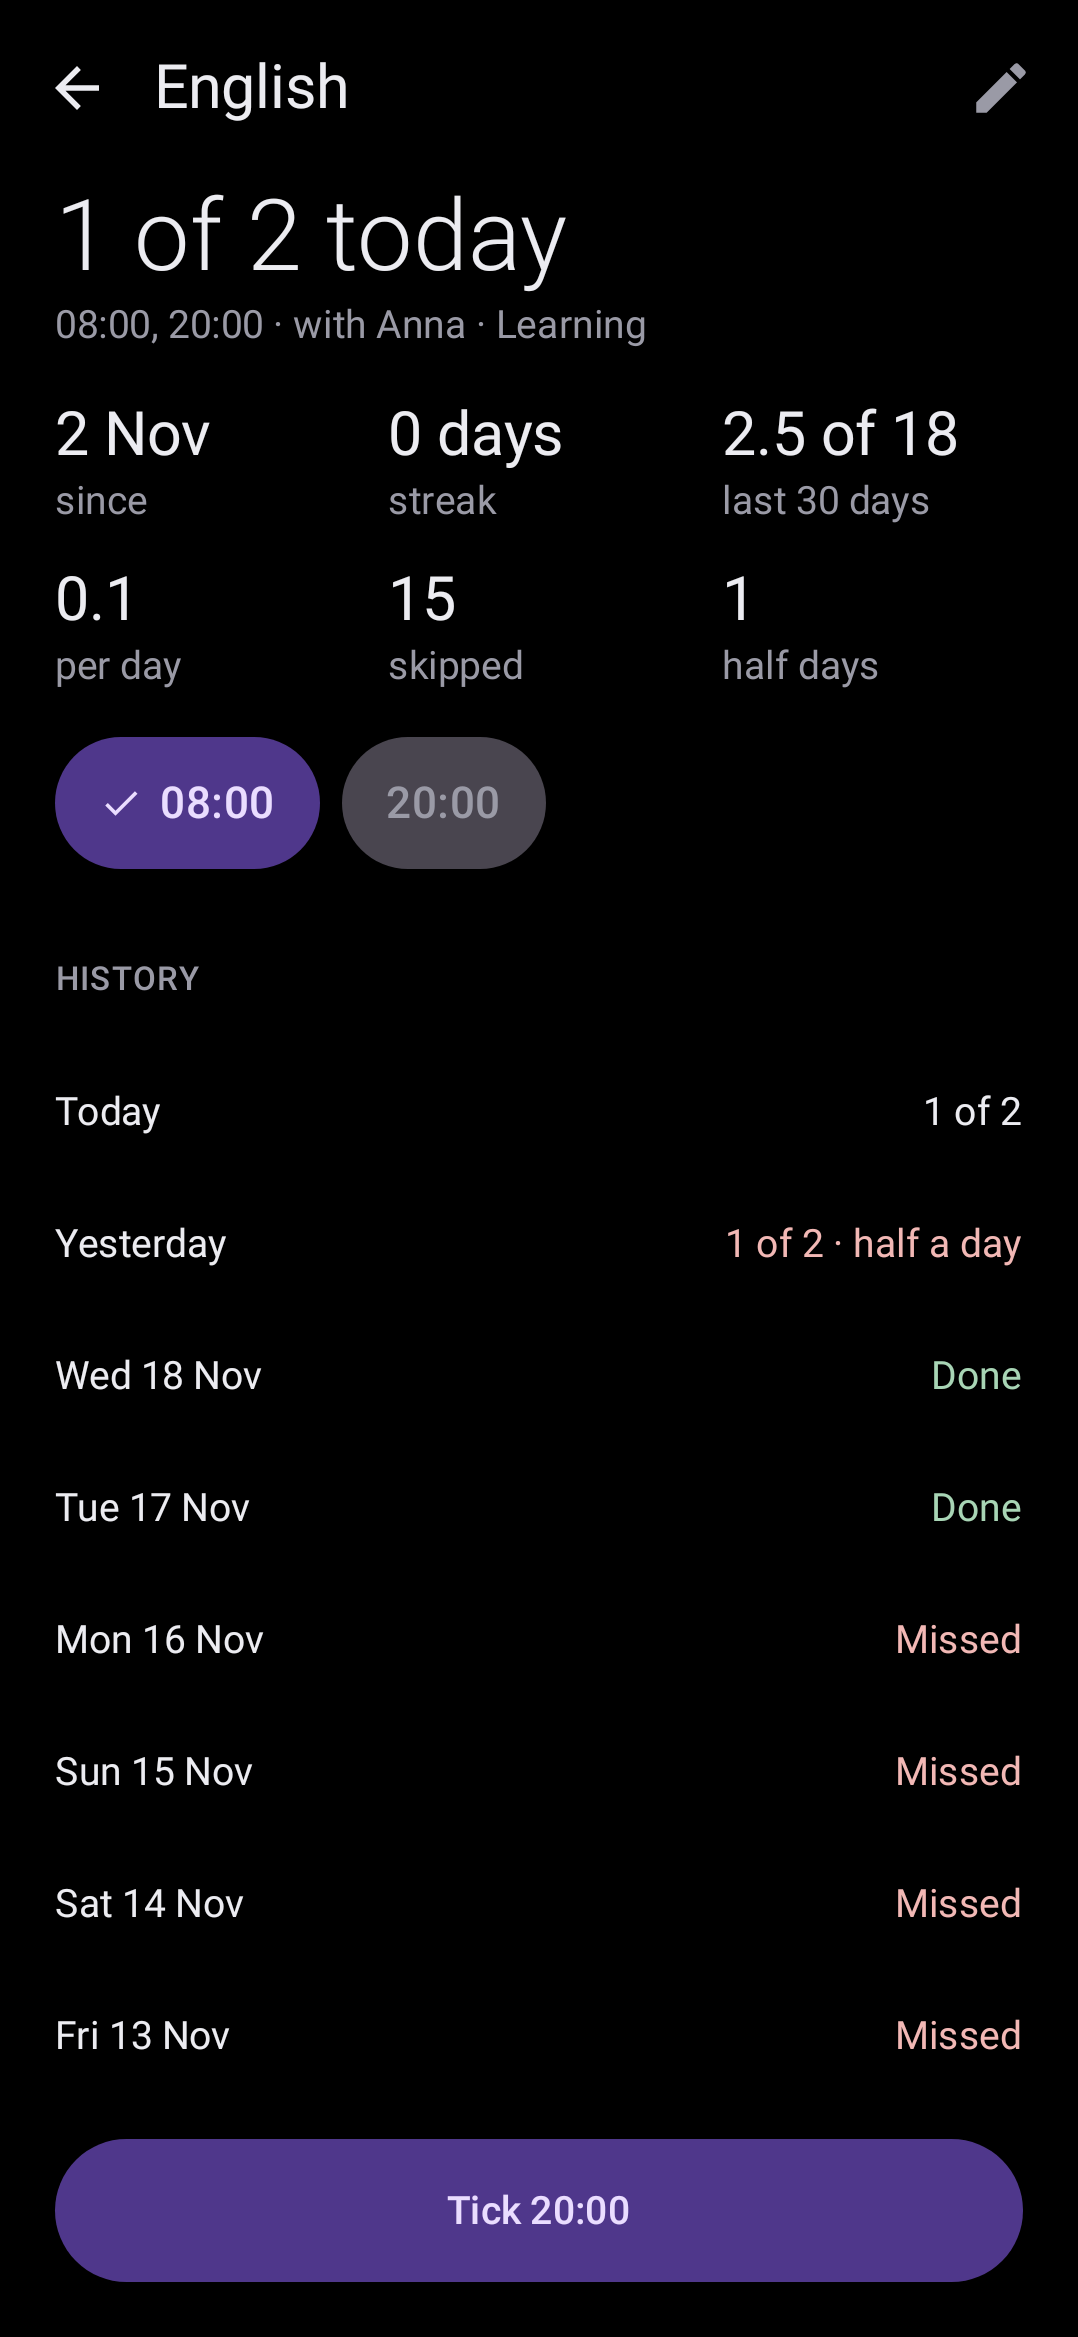 English
1 of 2 today
08:00, 20:00 · with Anna · Learning
2 Nov
since
0 days
streak
2.5 of 18
last 30 days
0.1
per day
15
skipped
1
half days
08:00
20:00
HISTORY
Today 1 of 2
Yesterday 1 of 2 · half a day
Wed 18 Nov Done
Tue 17 Nov Done
Mon 16 Nov Missed
Sun 15 Nov Missed
Sat 14 Nov Missed
Fri 13 Nov Missed
Tick 20:00